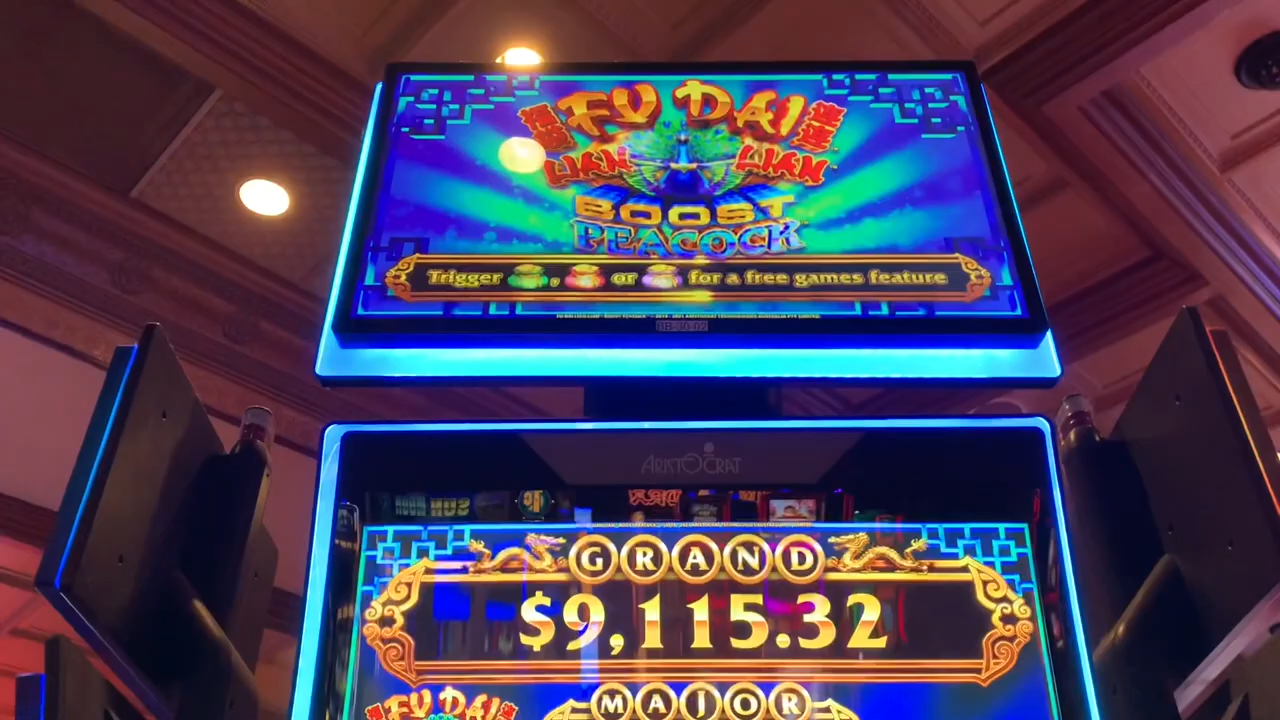 FU DAI
LIAN LIAN
BOOST
PEACOCK
Trigger , or for a free games feature
ARISTOCRAT
GRAND
$9,115.32
MAJOR
FU DAI